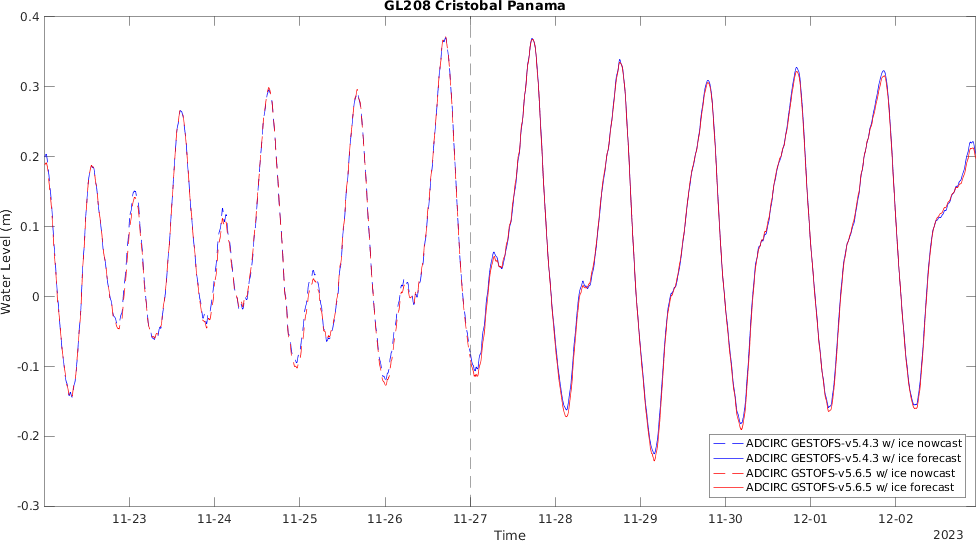 GL208 Cristobal Panama
0.4
0.3
0.2
0.1
0
-0.1
-0.2
-0.3
Water Level (m)
ADCIRC GESTOFS-v5.4.3 w/ ice nowcast
ADCIRC GESTOFS-v5.4.3 w/ ice forecast
ADCIRC GSTOFS-v5.6.5 w/ ice nowcast
ADCIRC GSTOFS-v5.6.5 w/ ice forecast
11-23 11-24 11-25 11-26 11-27 11-28 11-29 11-30 12-01 12-02
Time
2023